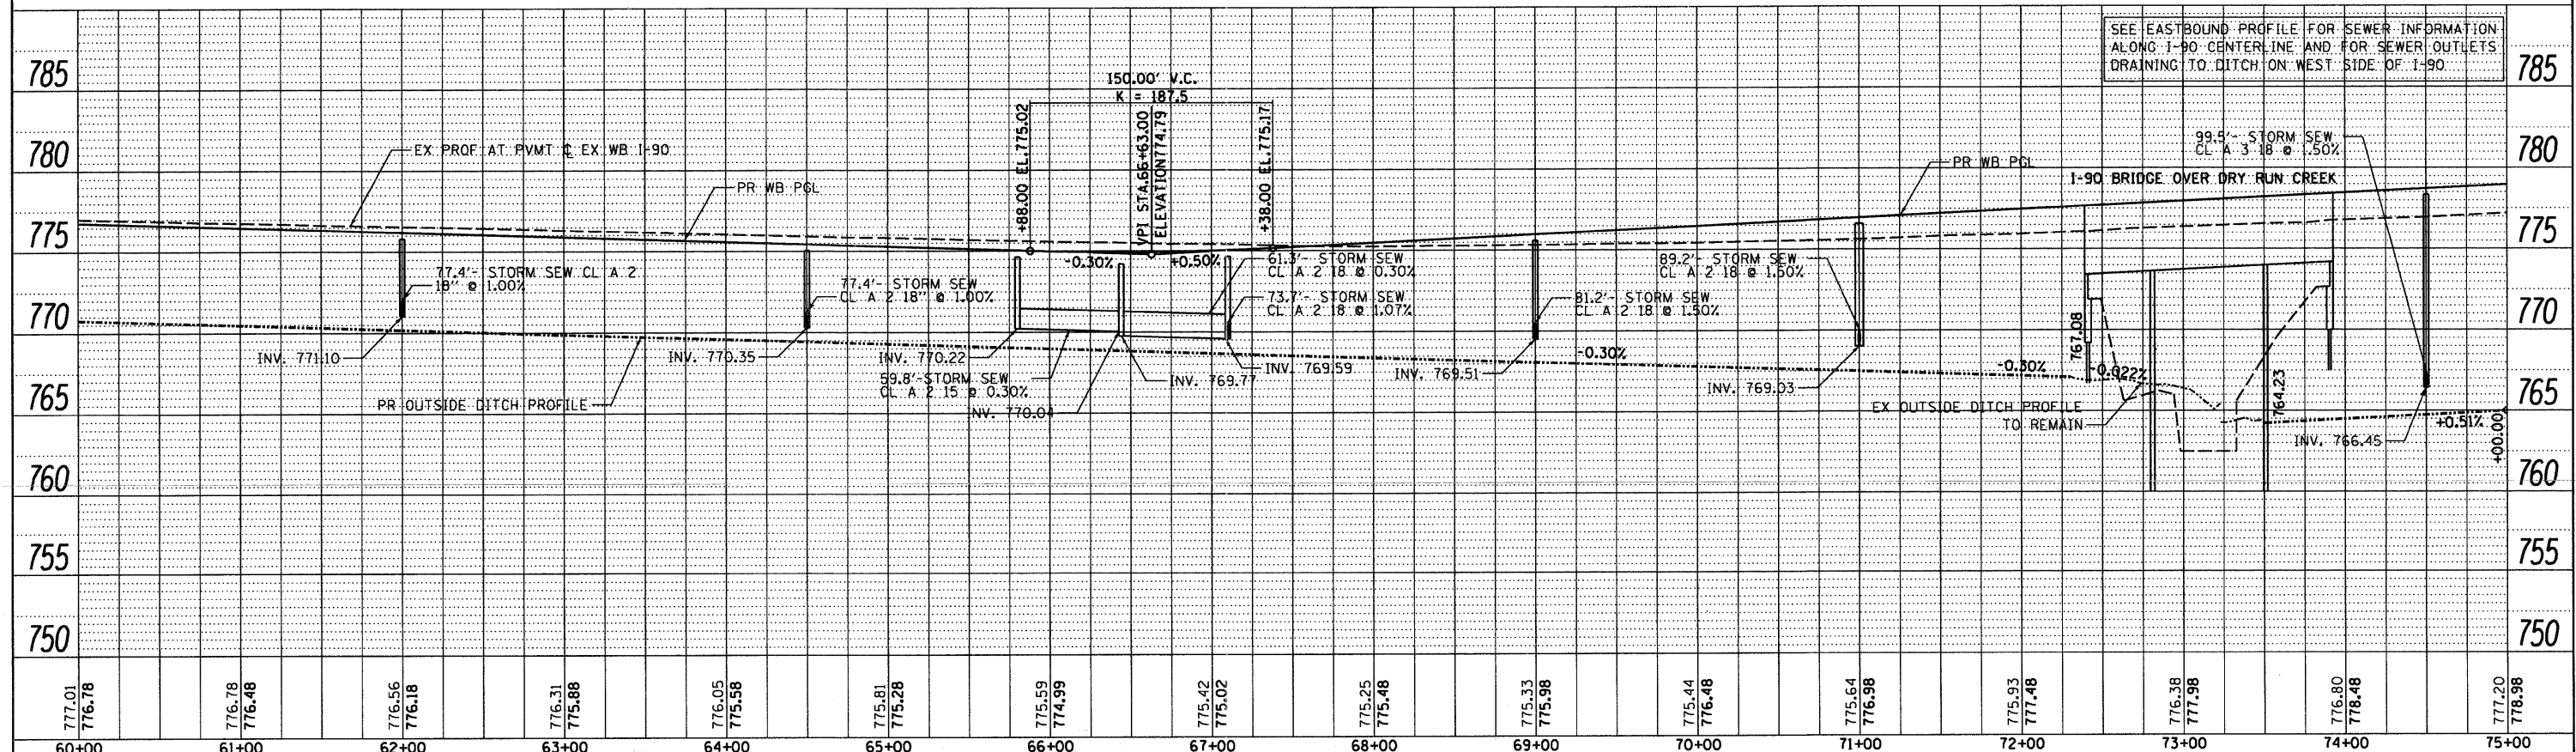 SEE EASTBOUND PROFILE FOR SEWER INFORMATION
ALONG I-90 CENTERLINE AND FOR SEWER OUTLETS
DRAINING TO DITCH ON WEST SIDE OF I-90
785
785
780
780
775
775
770
770
765
765
760
760
755
755
750
750
150.00' V.C.
K = 187.5
+88.00 EL.775.02
VPI STA.66+63.00
ELEVATION 774.79
+38.00 EL.775.17
EX PROF AT PVMT ℄ EX WB I-90
PR WB PGL
PR WB PGL
99.5'- STORM SEW
CL A 3 18 @ 1.50%
I-90 BRIDGE OVER DRY RUN CREEK
77.4'- STORM SEW CL A 2
18" @ 1.00%
77.4'- STORM SEW
CL A 2 18" @ 1.00%
-0.30%
+0.50%
61.3'- STORM SEW
CL A 2 18 @ 0.30%
73.7'- STORM SEW
CL A 2 18 @ 1.07%
81.2'- STORM SEW
CL A 2 18 @ 1.50%
89.2'- STORM SEW
CL A 2 18 @ 1.50%
INV. 771.10
INV. 770.35
INV. 770.22
59.8'-STORM SEW
CL A 2 15 @ 0.30%
INV. 770.04
INV. 769.77
INV. 769.59
INV. 769.51
-0.30%
INV. 769.03
-0.30%
767.08
-0.022%
764.23
PR OUTSIDE DITCH PROFILE
EX OUTSIDE DITCH PROFILE
TO REMAIN
INV. 766.45
+0.51%
+00.00
777.01
776.78
776.78
776.48
776.56
776.18
776.31
775.88
776.05
775.58
775.81
775.28
775.59
774.99
775.42
775.02
775.25
775.48
775.33
775.98
775.44
776.48
775.64
776.98
775.93
777.48
776.38
777.98
776.80
778.48
777.20
778.98
60+00
61+00
62+00
63+00
64+00
65+00
66+00
67+00
68+00
69+00
70+00
71+00
72+00
73+00
74+00
75+00